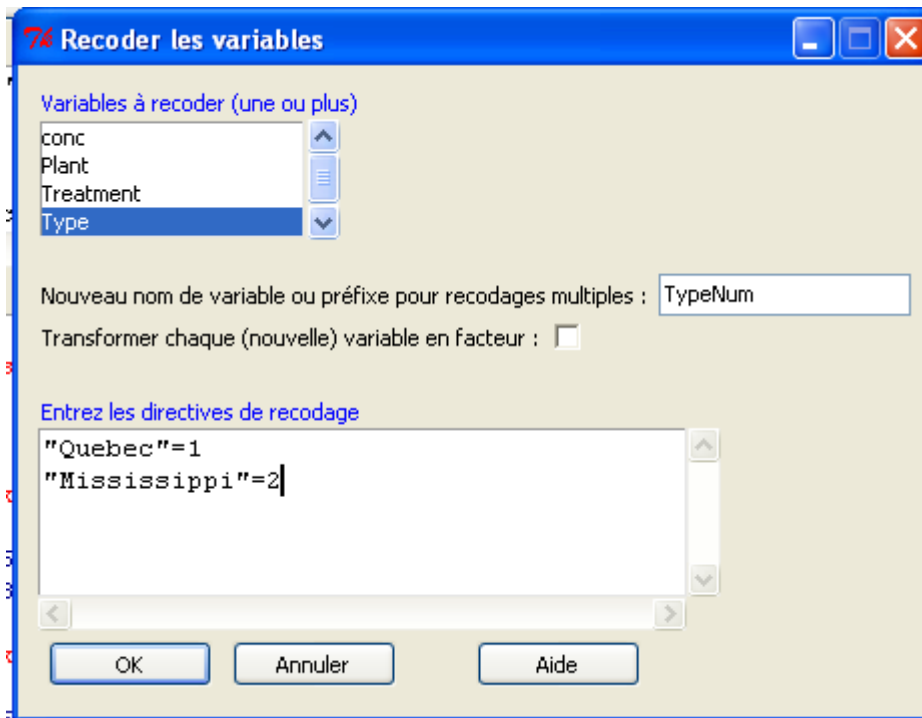 Recoder les variables
Variables à recoder (une ou plus)
conc
Plant
Treatment
Type
Nouveau nom de variable ou préfixe pour recodages multiples : TypeNum
Transformer chaque (nouvelle) variable en facteur :
Entrez les directives de recodage
"Quebec"=1
"Mississippi"=2
OK Annuler Aide